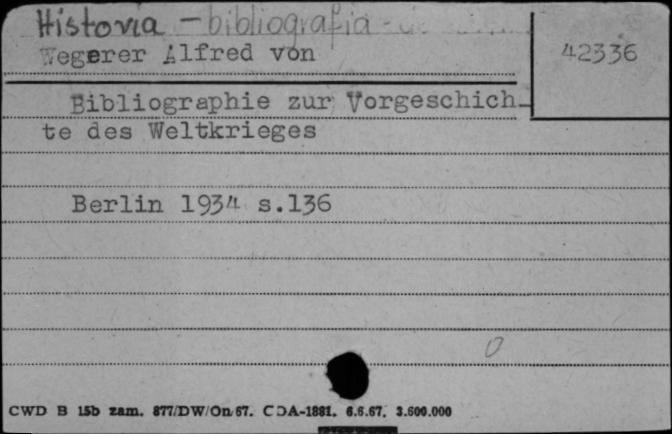 Historia - bibliografia -
Wegerer Alfred von
42336
Bibliographie zur Vorgeschich-
te des Weltkrieges
Berlin 1934 s.136
0
CWD B 15b zam. 877/DW/On/67. CDA-1881. 6.6.67. 3.600.000